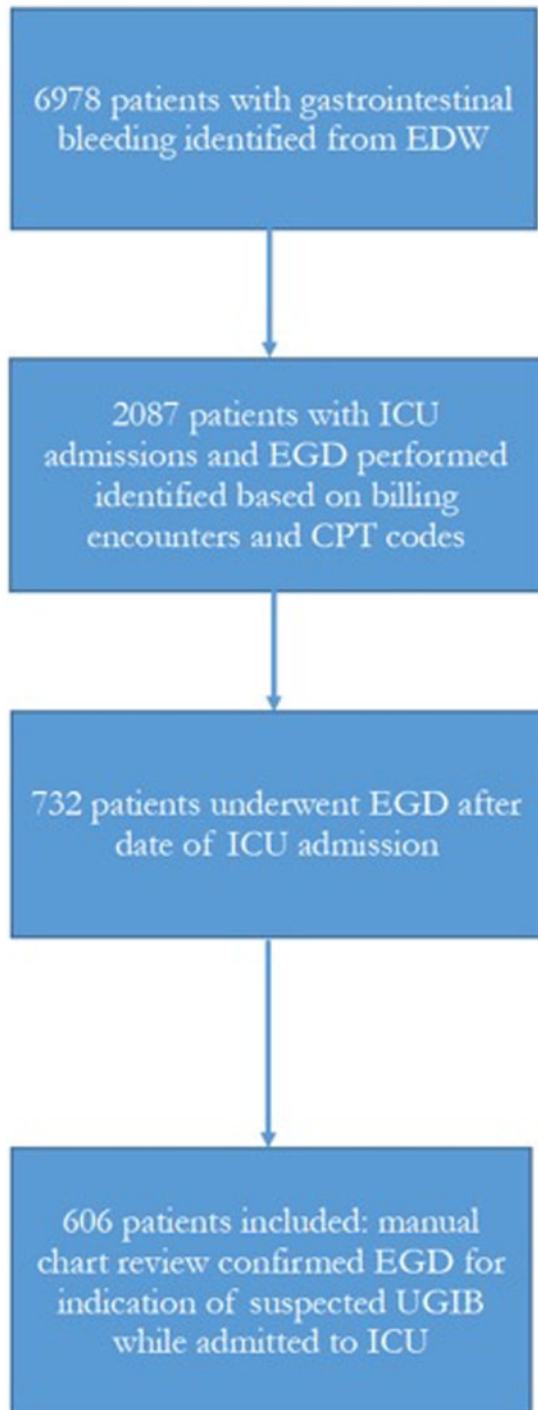 6978 patients with gastrointestinal
bleeding identified from EDW
2087 patients with ICU
admissions and EGD performed
identified based on billing
encounters and CPT codes
732 patients underwent EGD after
date of ICU admission
606 patients included: manual
chart review confirmed EGD for
indication of suspected UGIB
while admitted to ICU